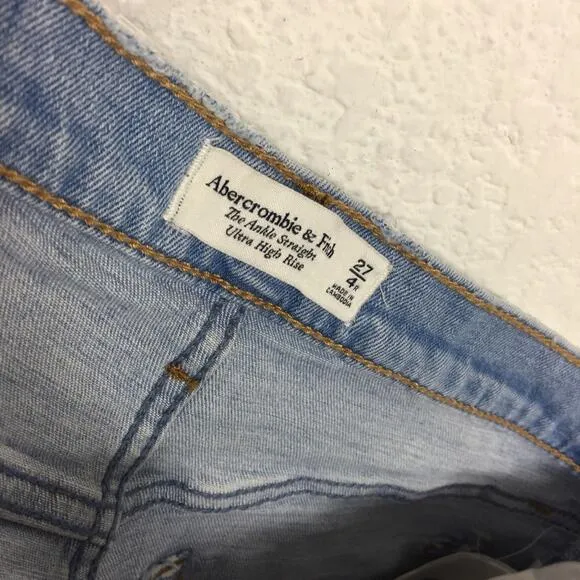 Abercrombie & Fitch
The Ankle Straight
Ultra High Rise
27
4R
MADE IN
CAMBODIA